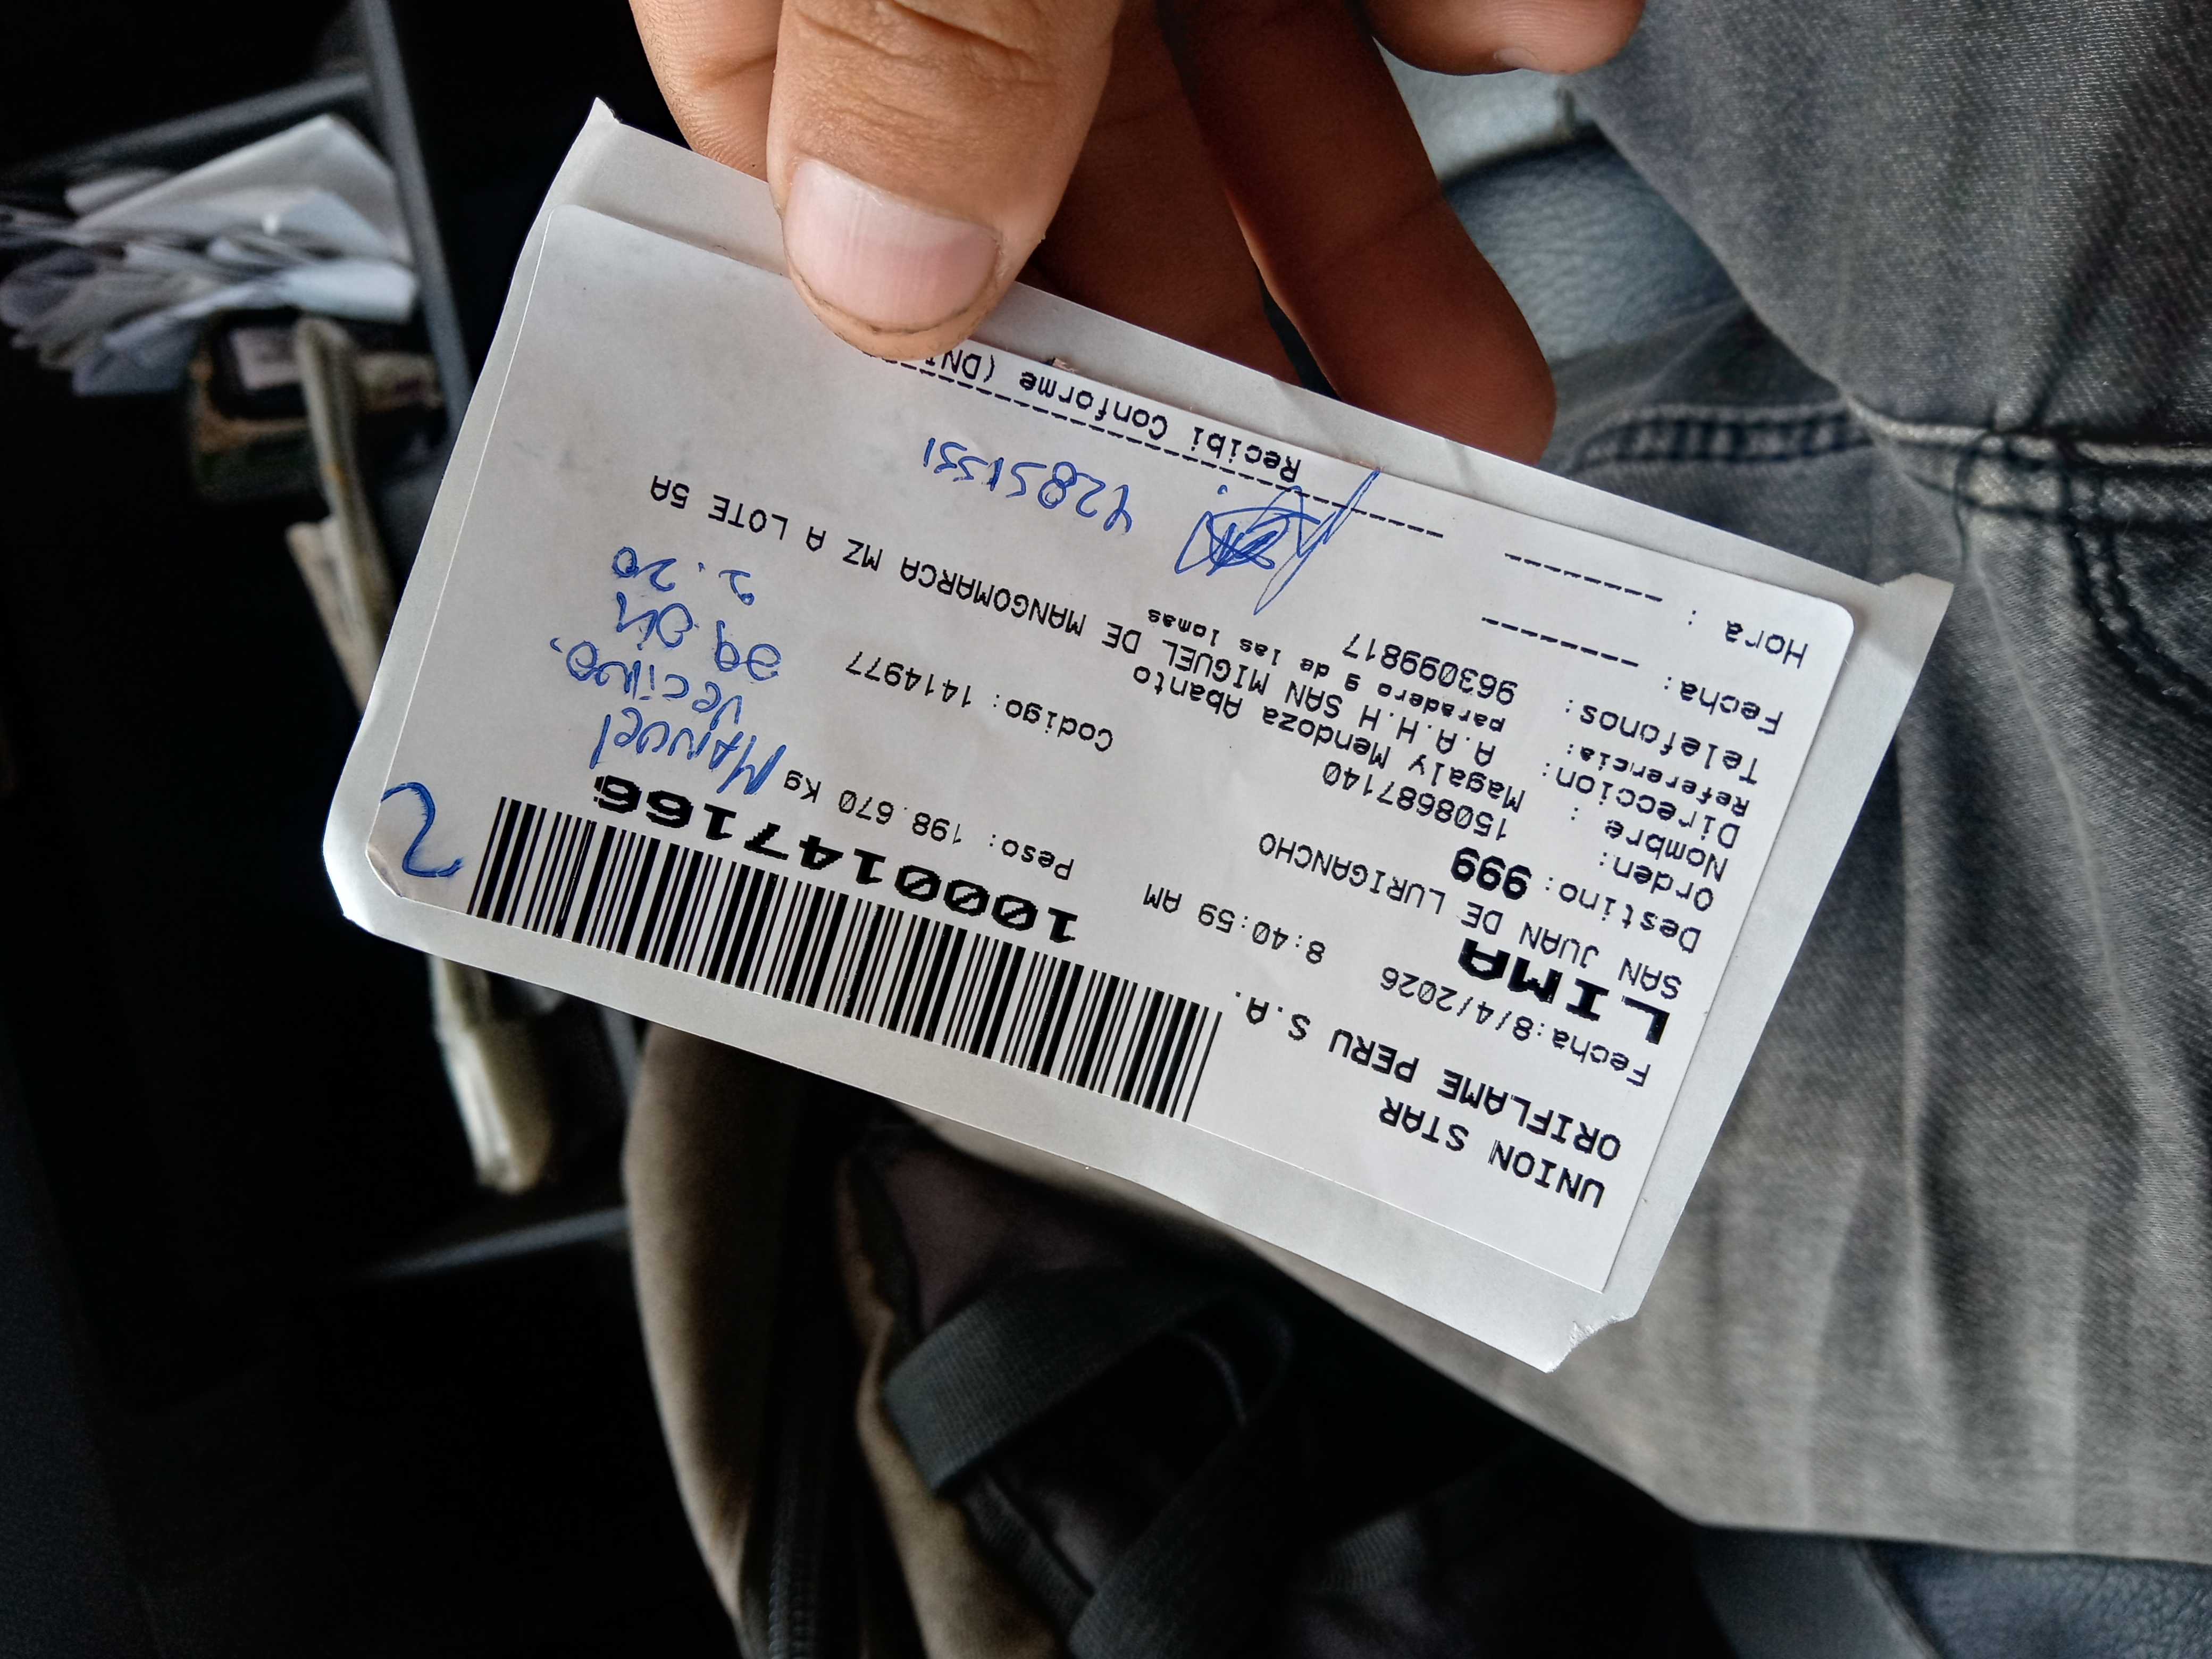 UNION STAR
ORIFLAME PERU S.A.
Fecha:8/4/2026 8:40:59 AM
LIMA
SAN JUAN DE LURIGANCHO
1000147166
2
Destino: 999
Peso: 198.670 Kg
Orden: 1508687140
Manuel
Vecino.
Nombre : Magaly Mendoza Abanto
Codigo: 1414977
Direccion: A.A.H.H SAN MIGUEL DE MANGOMARCA MZ A LOTE 5A
Referencia: paradero 9 de las lomas
Telefonos: 963099817
2.20
Fecha: -------
Hora : -------
42851551
Recibi Conforme (DNI